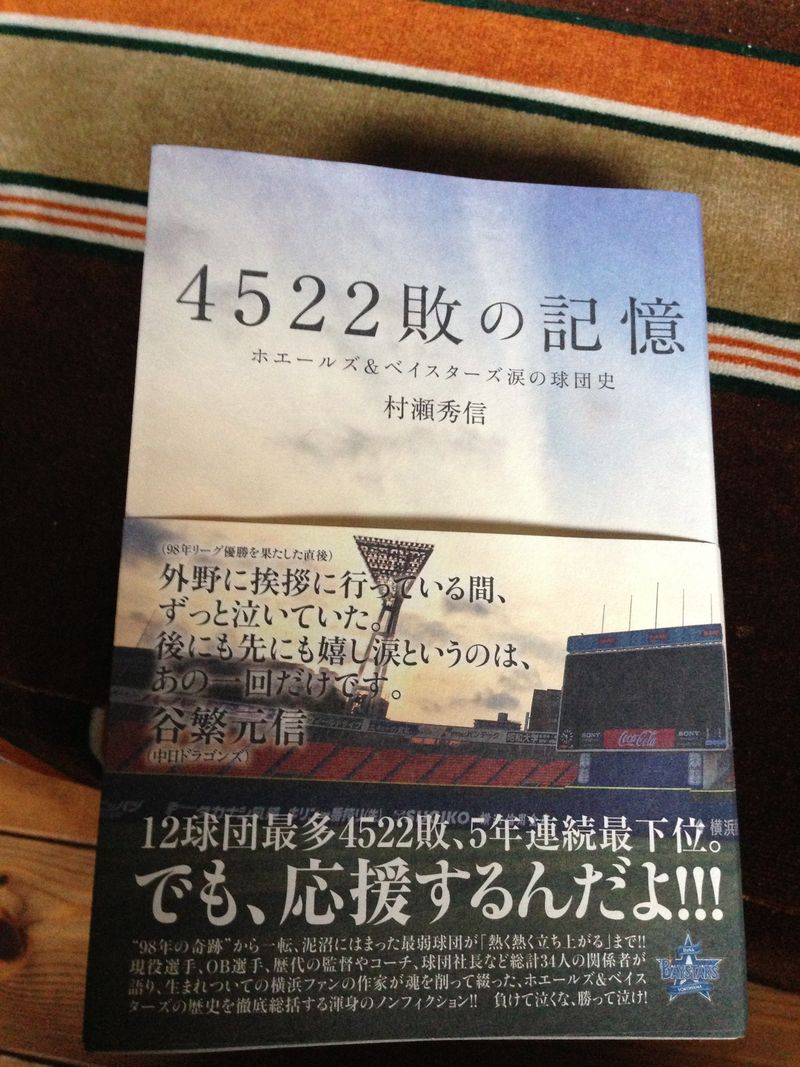 4522敗の記憶
ホエールズ&ベイスターズ涙の球団史
村瀬秀信
(98年リーグ優勝を果たした直後)
外野に挨拶に行っている間、
ずっと泣いていた。
後にも先にも嬉し涙というのは、
あの一回だけです。
谷繁元信
(中日ドラゴンズ)
SONY
Coca-Cola
SONY
昭和大学
横浜
12球団最多4522敗、5年連続最下位。
でも、応援するんだよ!!!
“98年の奇跡”から一転、泥沼にはまった最弱球団が「熱く熱く立ち上がる」まで!!
現役選手、OB選手、歴代の監督やコーチ、球団社長など総計34人の関係者が
語り、生まれついての横浜ファンの作家が魂を削って綴った、ホエールズ&ベイス
ターズの歴史を徹底総括する渾身のノンフィクション!! 負けて泣くな、勝って泣け!
BAYSTARS
YOKOHAMA